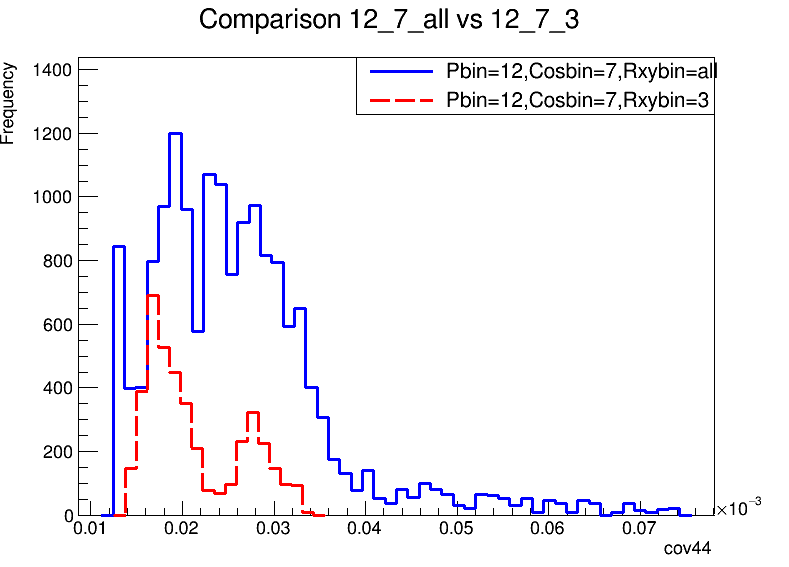 Comparison 12_7_all vs 12_7_3
Frequency
Pbin=12,Cosbin=7,Rxybin=all
Pbin=12,Cosbin=7,Rxybin=3
1400
1200
1000
800
600
400
200
0
0.01 0.02 0.03 0.04 0.05 0.06 0.07
×10⁻³
cov44